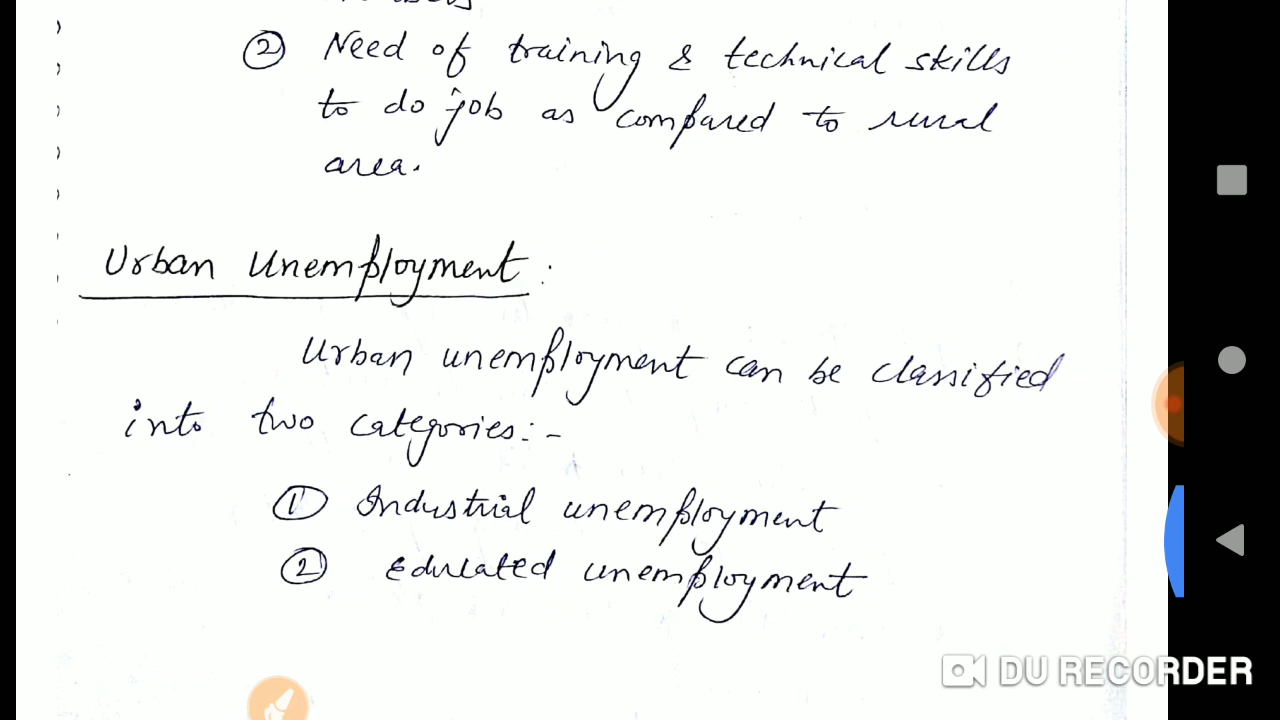 ② Need of training & technical skills
to do job as compared to rural
area.
Urban Unemployment :
Urban unemployment can be classified
into two categories:-
① Industrial unemployment
② Educated unemployment
DU RECORDER